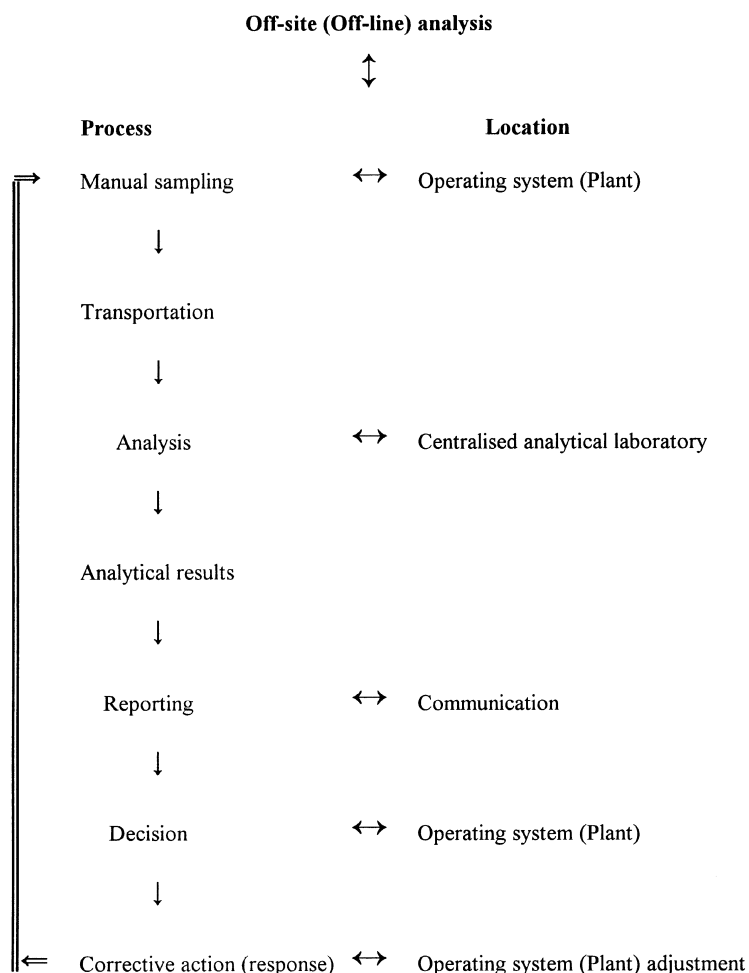 Off-site (Off-line) analysis
Process Location
Manual sampling Operating system (Plant)
Transportation
Analysis Centralised analytical laboratory
Analytical results
Reporting Communication
Decision Operating system (Plant)
Corrective action (response) Operating system (Plant) adjustment